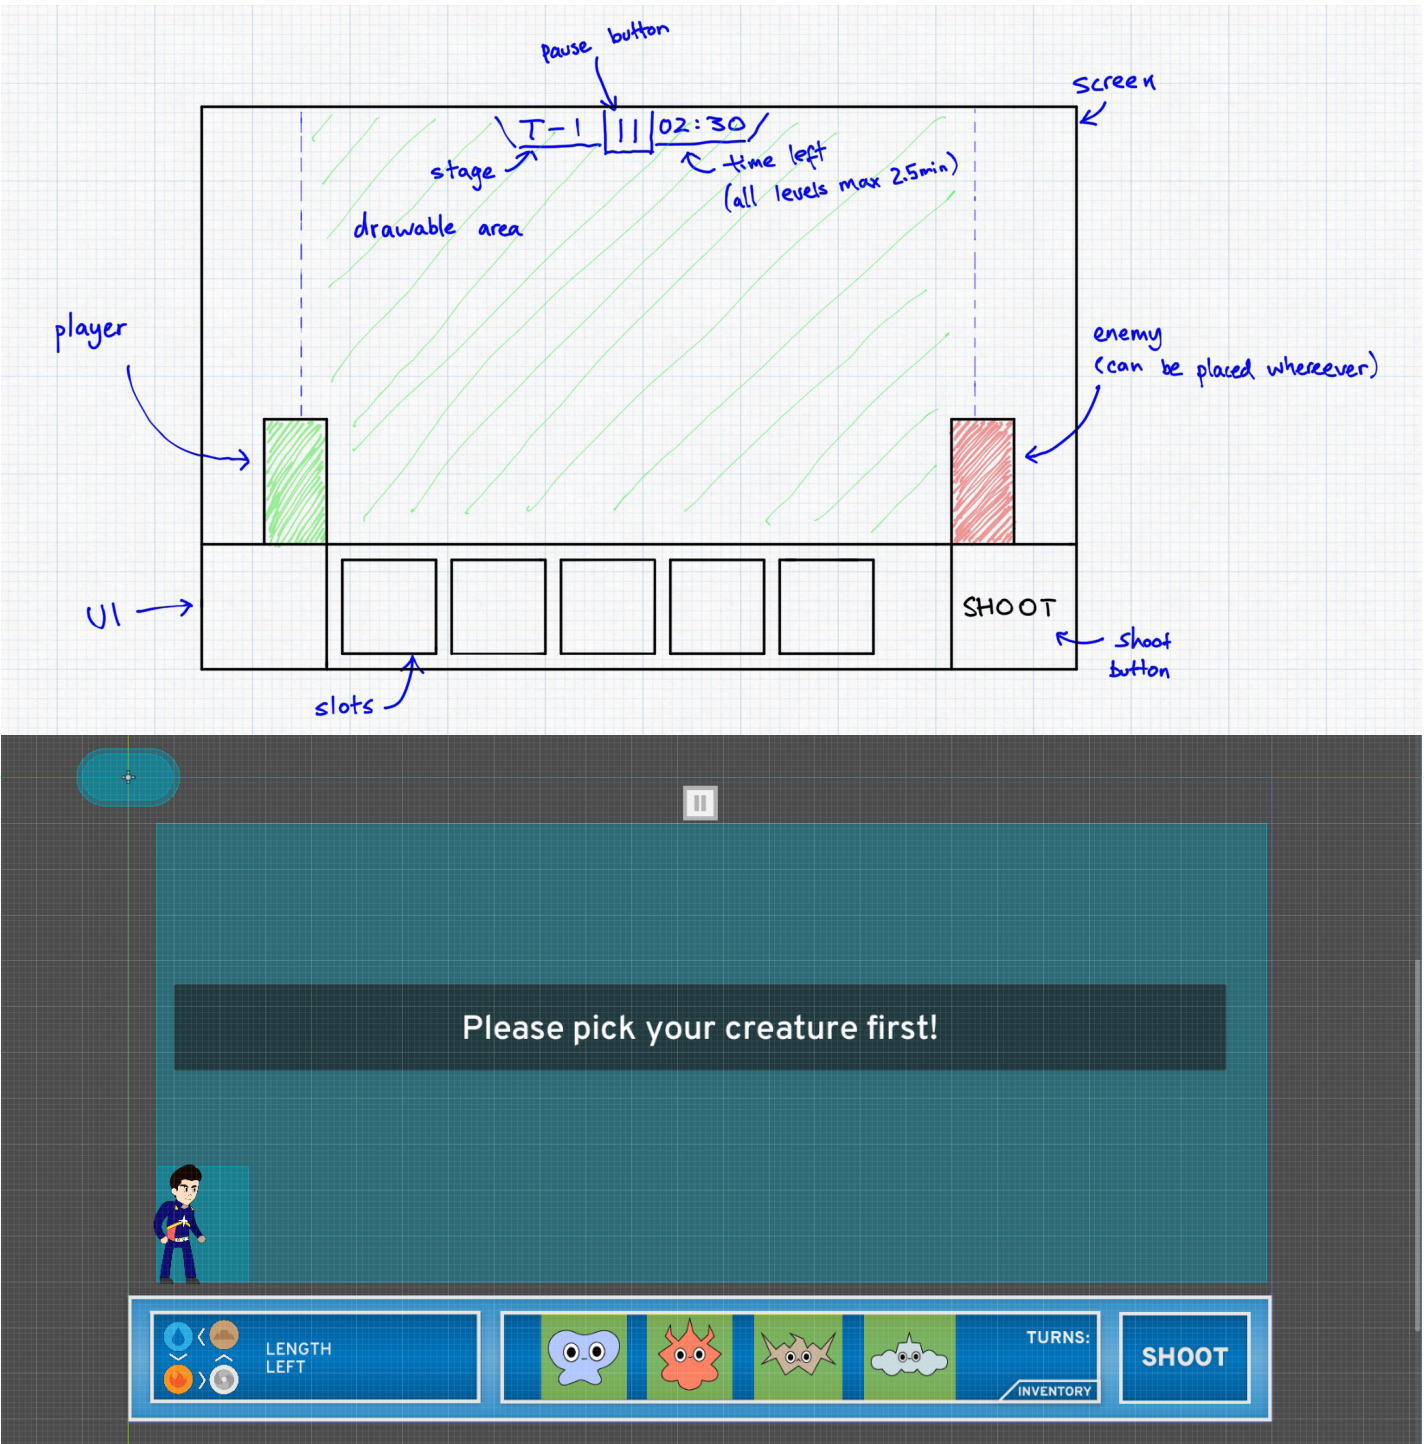 pause button
screen
T-1 || 02:30
stage
time left
(all levels max 2.5min)
drawable area
player
enemy
(can be placed whereever)
UI
SHOOT
shoot
button
slots
Please pick your creature first!
LENGTH
LEFT
TURNS:
INVENTORY
SHOOT